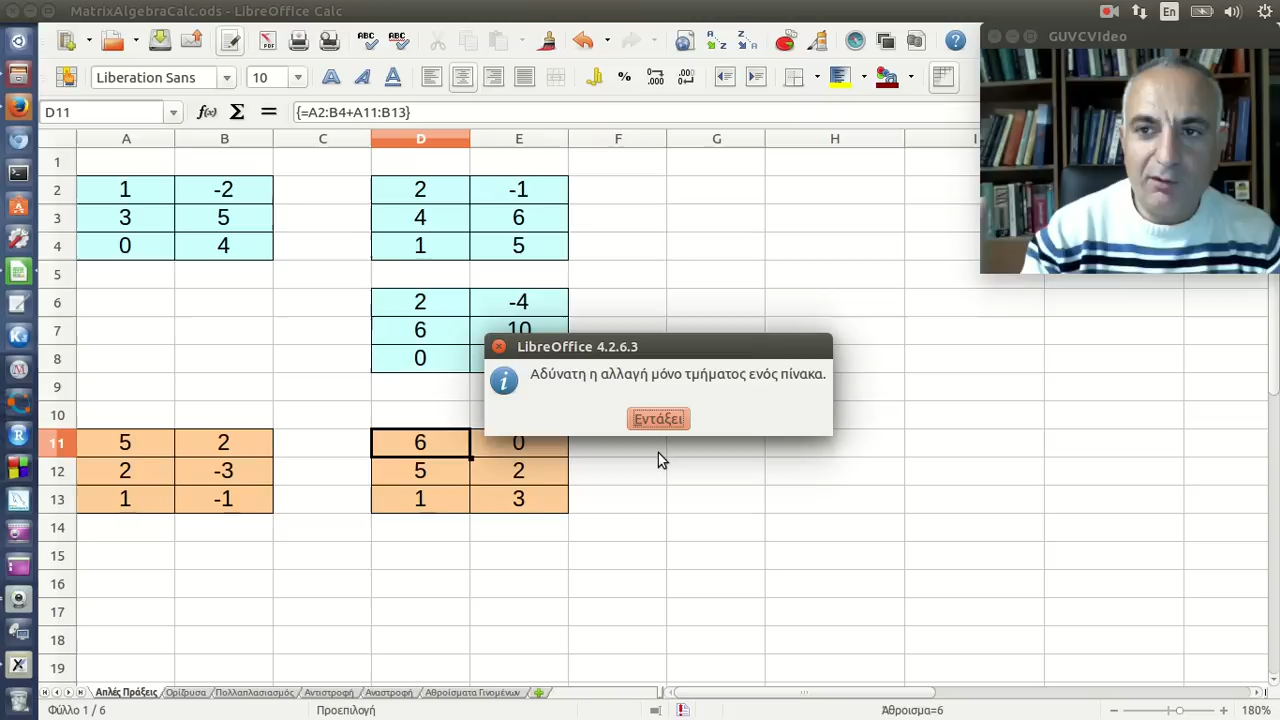 MatrixAlgebraCalc.ods - LibreOffice Calc
En
GUVCVIdeo
Liberation Sans 10
D11 {=A2:B4+A11:B13}
A B C D E F G H I
1
2 1 -2 2 -1
3 3 5 4 6
4 0 4 1 5
5
6 2 -4
7 6 10
8 0
9
10
11 5 2 6 0
12 2 -3 5 2
13 1 -1 1 3
14
15
16
17
18
19
LibreOffice 4.2.6.3
Αδύνατη η αλλαγή μόνο τμήματος ενός πίνακα.
Εντάξει
Απλές Πράξεις Ορίζουσα Πολλαπλασιασμός Αντιστροφή Αναστροφή Αθροίσματα Γινομένων
Φύλλο 1 / 6 Προεπιλογή Άθροισμα=6 180%